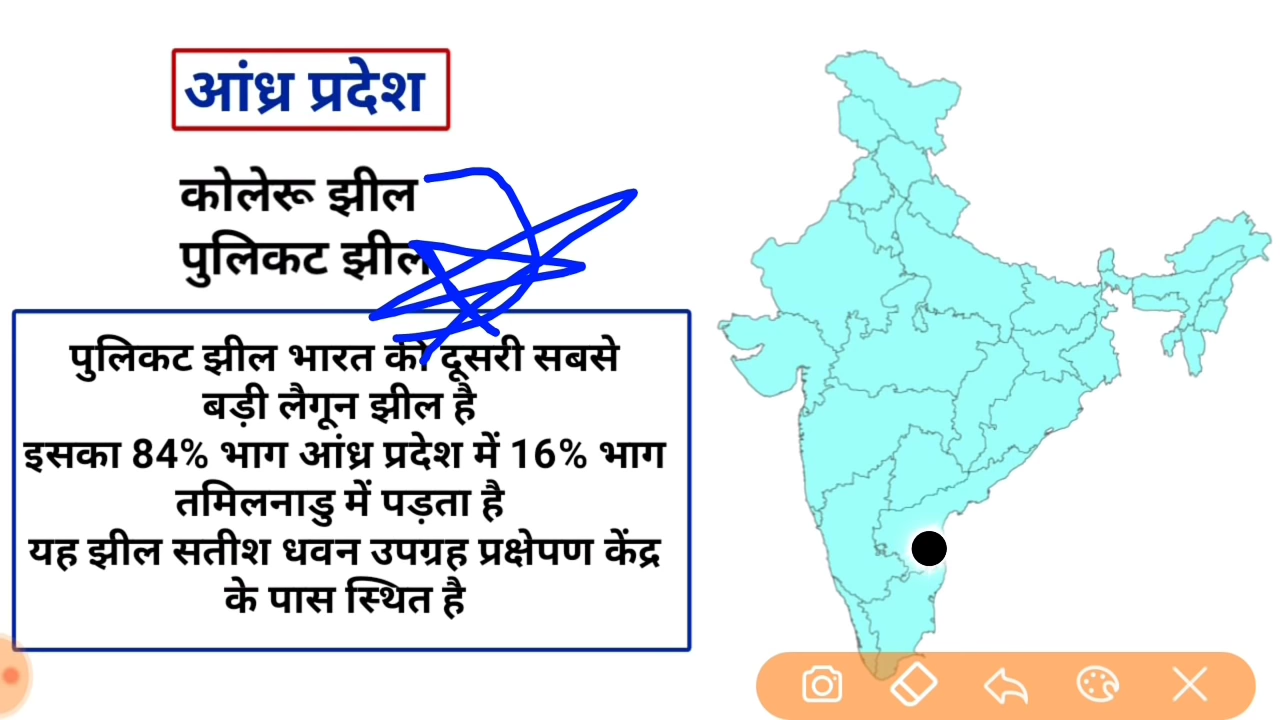 आंध्र प्रदेश
कोलेरू झील
पुलिकट झील
पुलिकट झील भारत की दूसरी सबसे
बड़ी लैगून झील है
इसका 84% भाग आंध्र प्रदेश में 16% भाग
तमिलनाडु में पड़ता है
यह झील सतीश धवन उपग्रह प्रक्षेपण केंद्र
के पास स्थित है